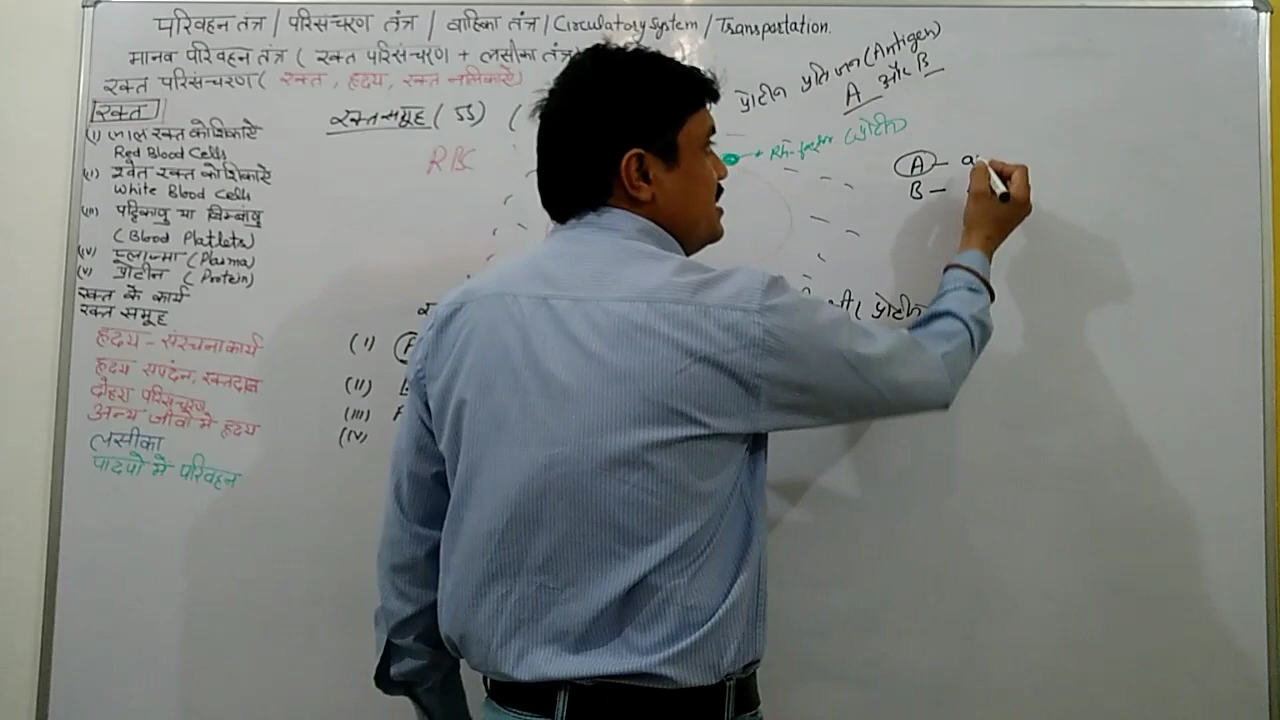 परिवहन तंत्र / परिसंचरण तंत्र / वाहिका तंत्र / Circulatory System / Transportation.
मानव परिवहन तंत्र ( रक्त परिसंचरण + लसीका तंत्र)
रक्त परिसंचरण ( रक्त , हृदय , रक्त नलिकाएं)
रक्त
(i) लाल रक्त कोशिकाऐं
Red Blood Cells
(ii) श्वेत रक्त कोशिकाऐं
White Blood Cells
(iii) पट्टिकाणु या बिम्बाणु
(Blood Platlets)
(iv) प्लाज्मा (Plasma)
(v) प्रोटीन (Protein)
रक्त के कार्य
रक्त समूह
हृदय - संरचना कार्य
हृदय स्पंदन, रक्तदाब
दोहरा परिसंचरण
अन्य जीवों में हृदय
लसीका
पादपों में परिवहन
रक्त समूह (
RBC
(i)
(ii)
(iii)
(iv)
प्रोटीन प्रतिजन (Antigen)
A और B
Rh-factor (प्रोटीन)
A - a
B -
( प्रोटीन